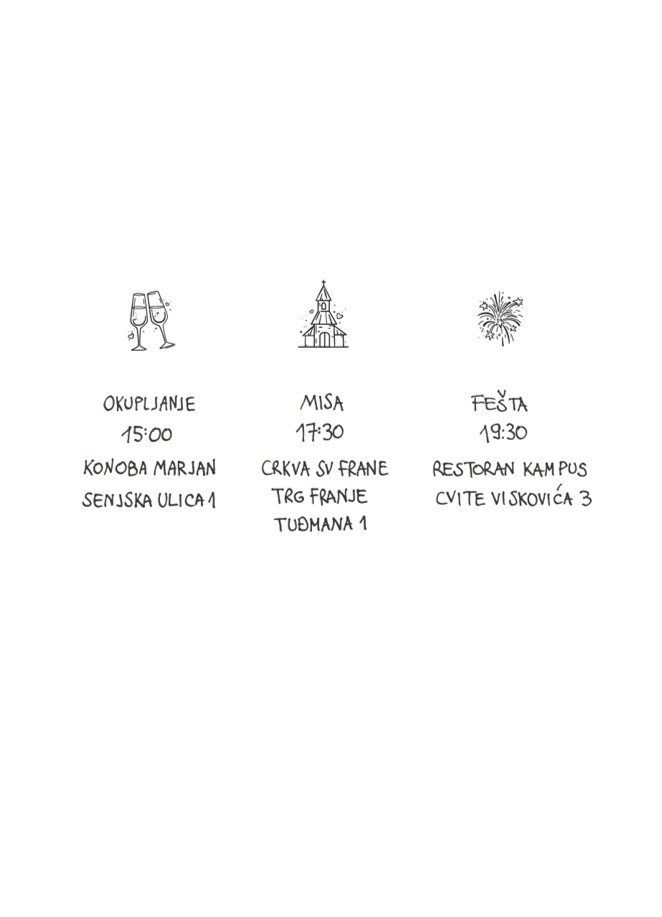 OKUPLJANJE
15:00
KONOBA MARJAN
SENJSKA ULICA 1
MISA
17:30
CRKVA SV FRANE
TRG FRANJE
TUĐMANA 1
FEŠTA
19:30
RESTORAN KAMPUS
CVITE VISKOVIĆA 3